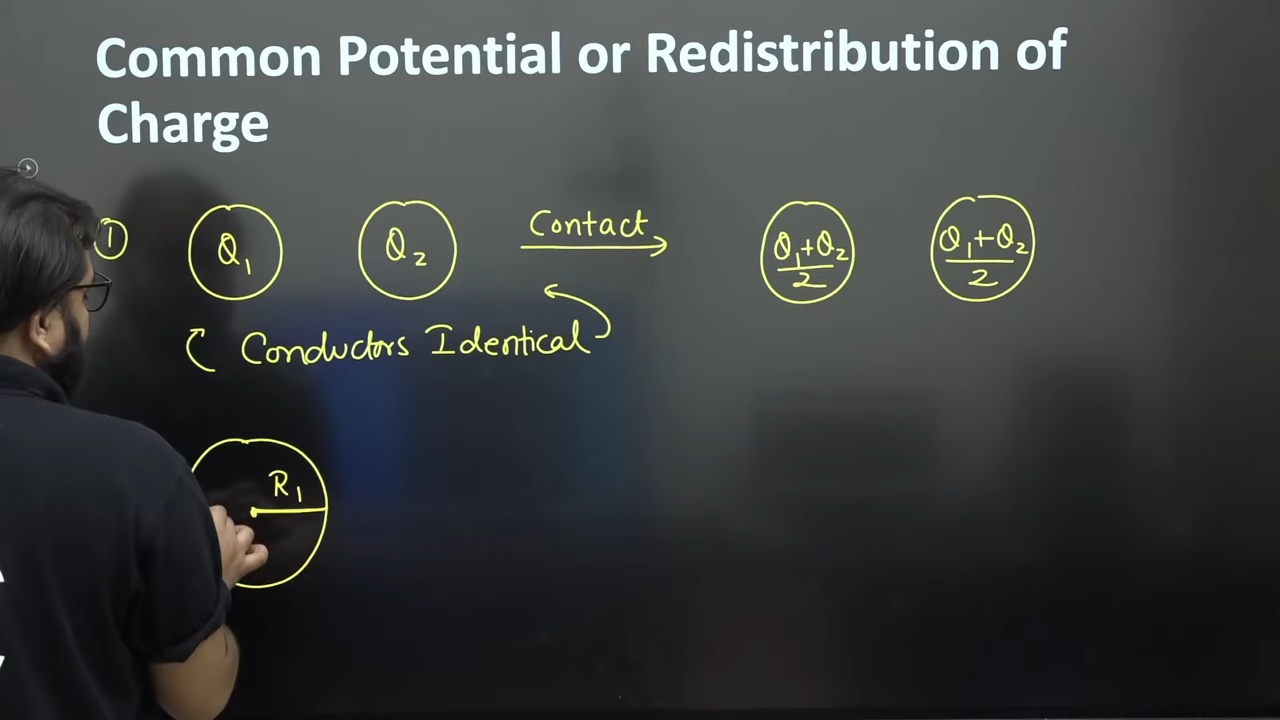 Common Potential or Redistribution of
Charge
① Q₁ Q₂ Contact (Q₁+Q₂)/2 (Q₁+Q₂)/2
Conductors Identical
R₁